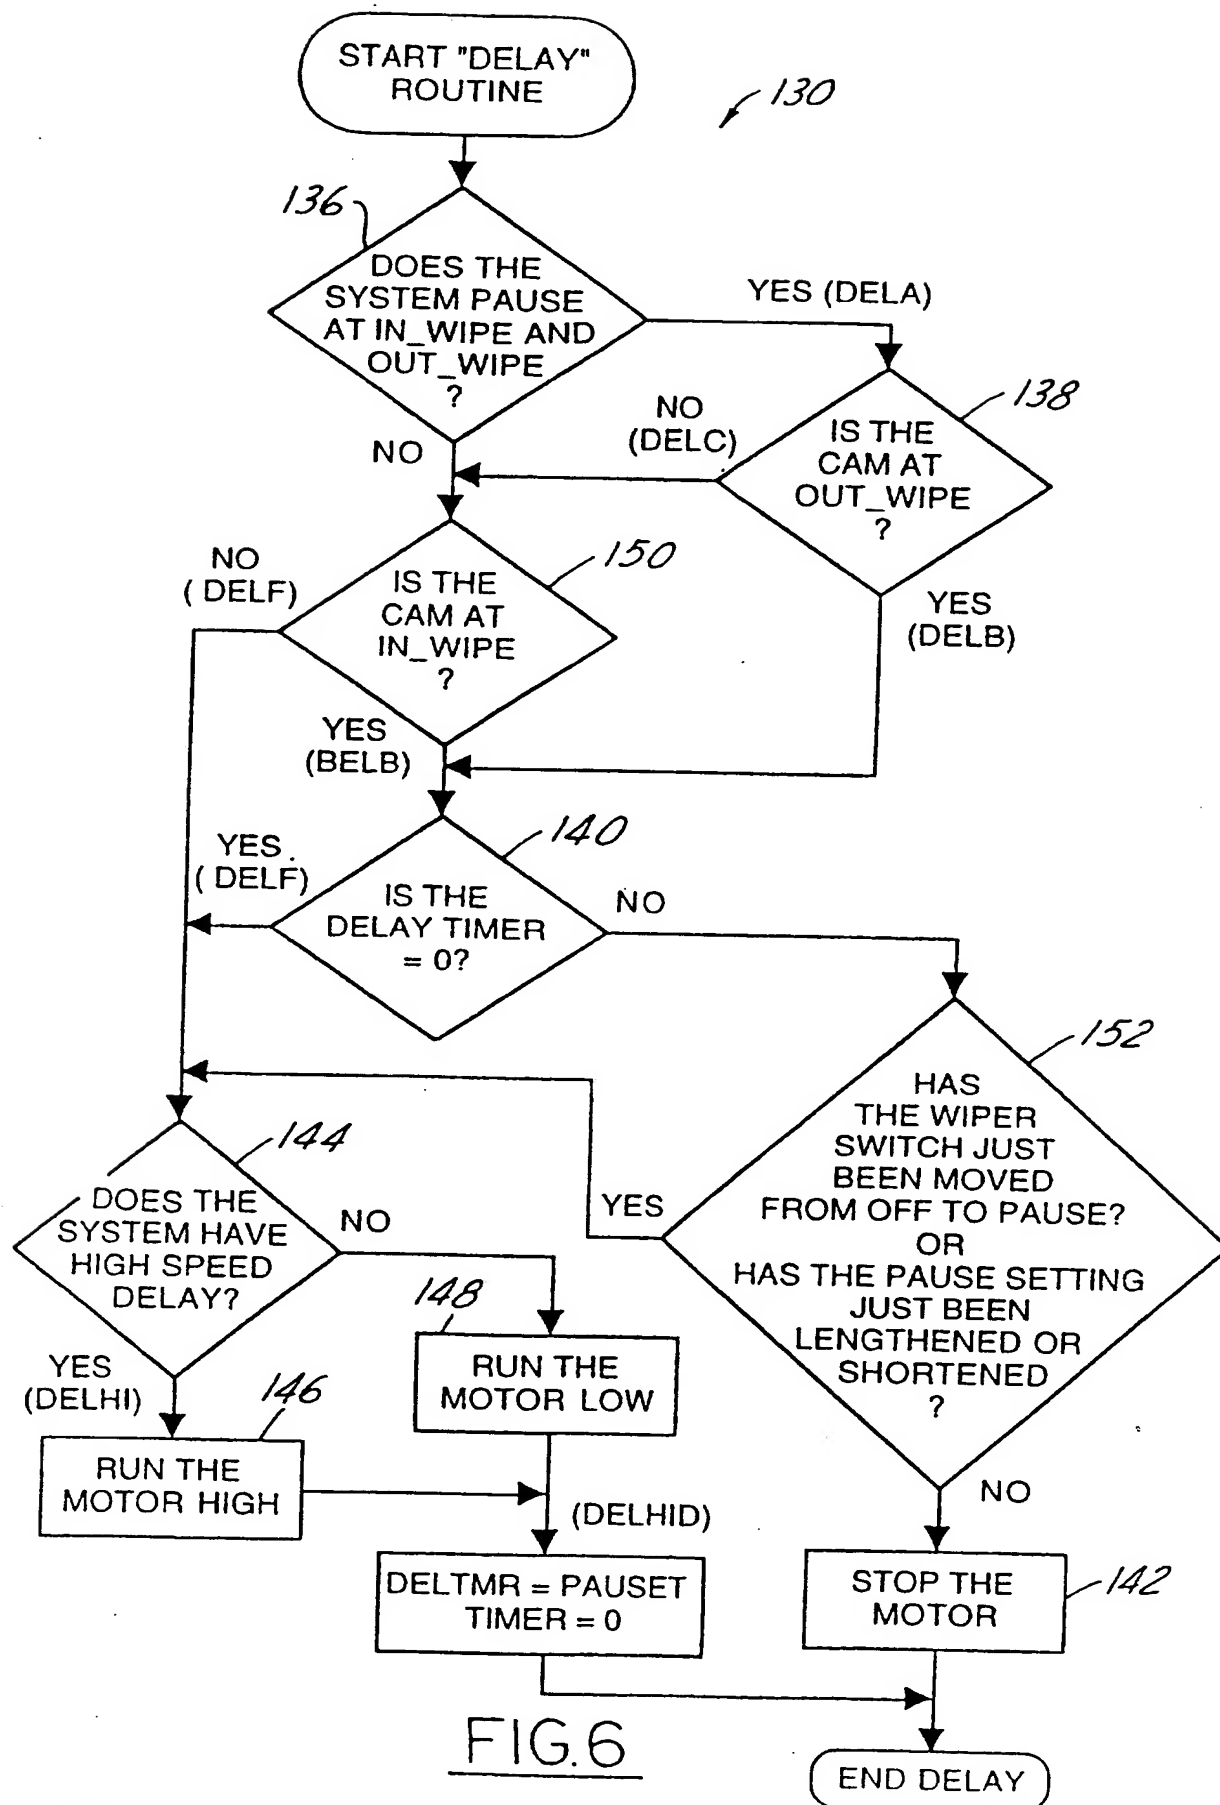 START "DELAY"
ROUTINE
130
136
DOES THE
SYSTEM PAUSE
AT IN_WIPE AND
OUT_WIPE
?
YES (DELA)
NO
138
IS THE
CAM AT
OUT_WIPE
?
NO
(DELC)
YES
(DELB)
150
IS THE
CAM AT
IN_WIPE
?
NO
( DELF)
YES
(BELB)
140
IS THE
DELAY TIMER
= 0?
YES.
( DELF)
NO
152
HAS
THE WIPER
SWITCH JUST
BEEN MOVED
FROM OFF TO PAUSE?
OR
HAS THE PAUSE SETTING
JUST BEEN
LENGTHENED OR
SHORTENED
?
YES
NO
144
DOES THE
SYSTEM HAVE
HIGH SPEED
DELAY?
NO
YES
(DELHI)
148
RUN THE
MOTOR LOW
146
RUN THE
MOTOR HIGH
(DELHID)
DELTMR = PAUSET
TIMER = 0
STOP THE
MOTOR
142
END DELAY
FIG.6